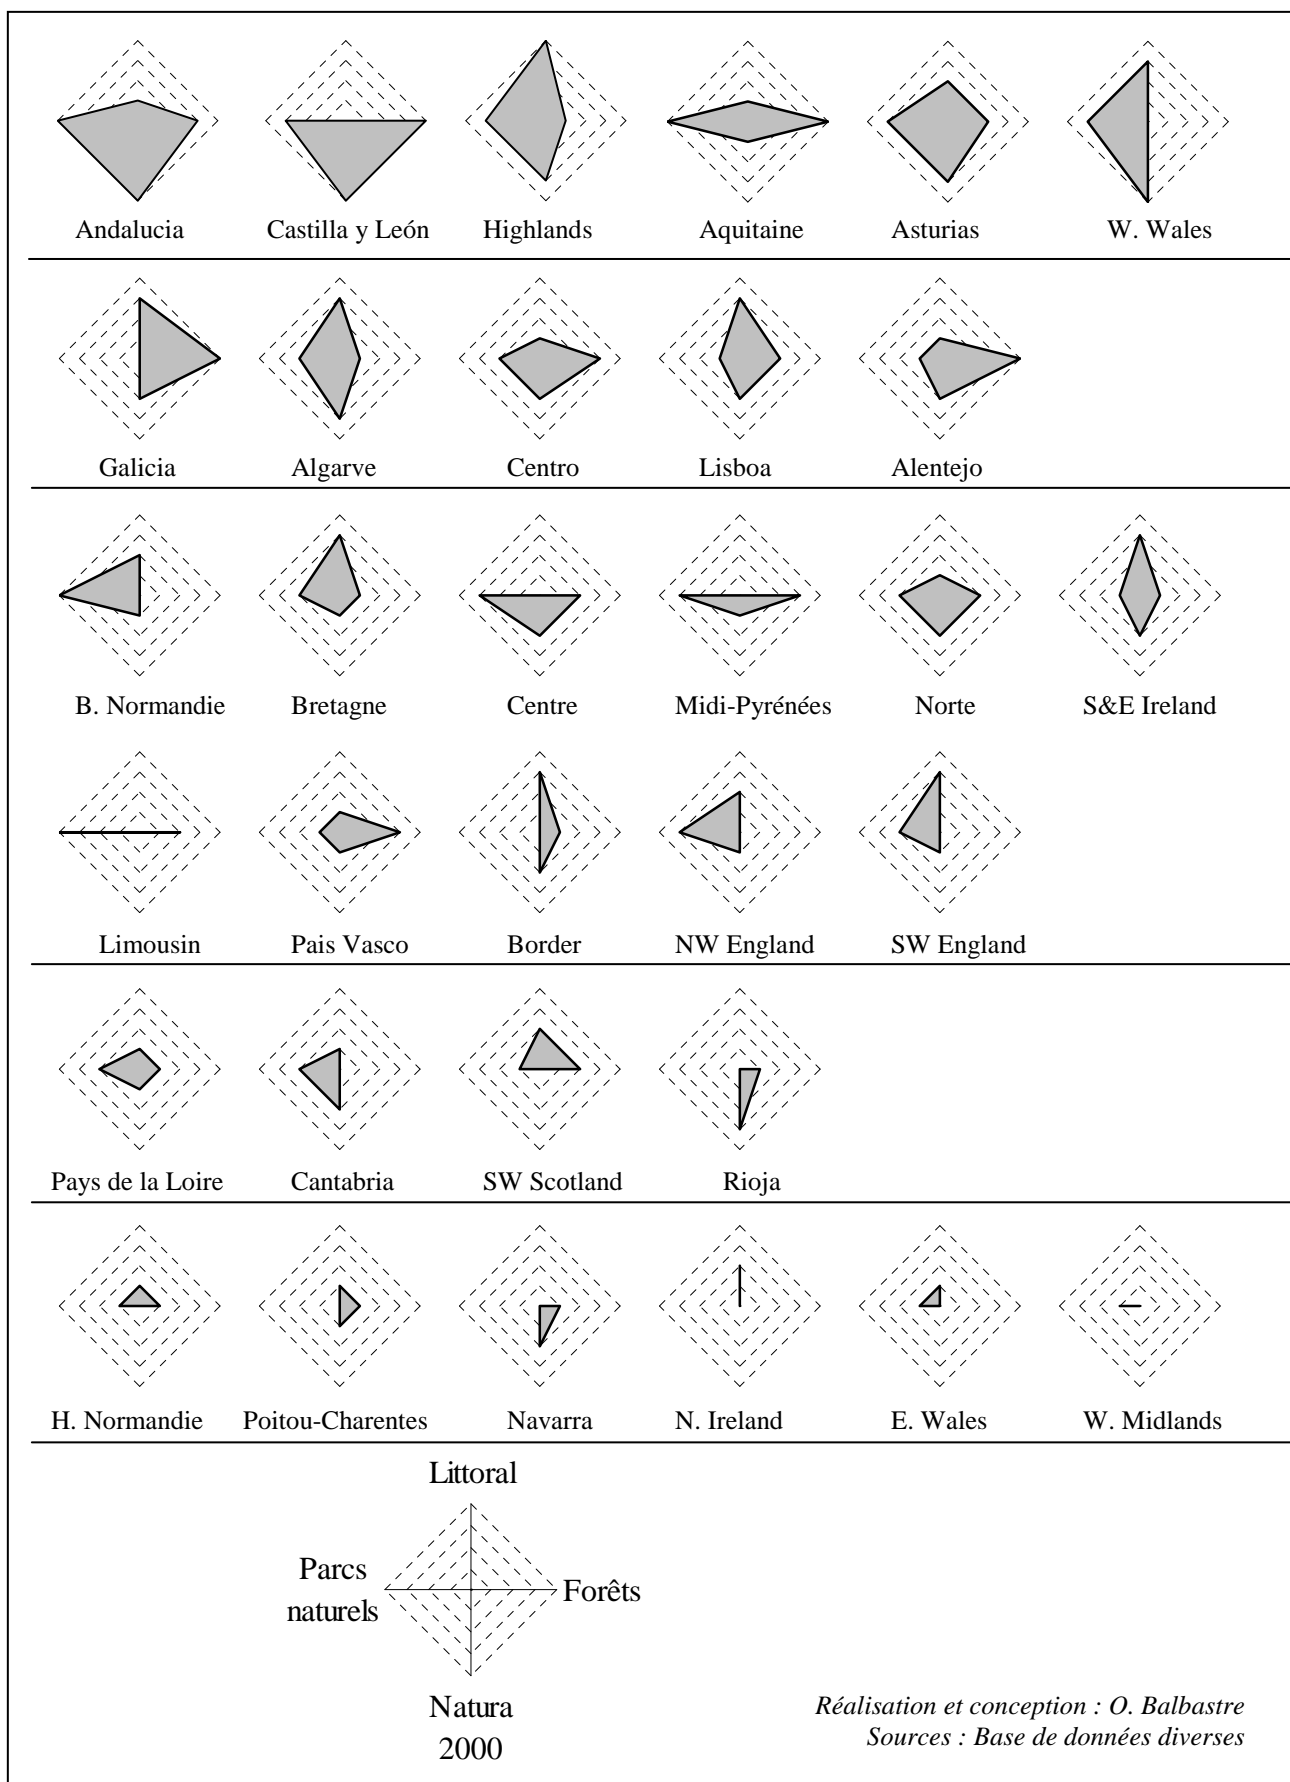 Andalucia Castilla y León Highlands Aquitaine Asturias W. Wales
Galicia Algarve Centro Lisboa Alentejo
B. Normandie Bretagne Centre Midi-Pyrénées Norte S&E Ireland
Limousin Pais Vasco Border NW England SW England
Pays de la Loire Cantabria SW Scotland Rioja
H. Normandie Poitou-Charentes Navarra N. Ireland E. Wales W. Midlands
Littoral
Parcs
naturels
Forêts
Natura
2000
Réalisation et conception : O. Balbastre
Sources : Base de données diverses